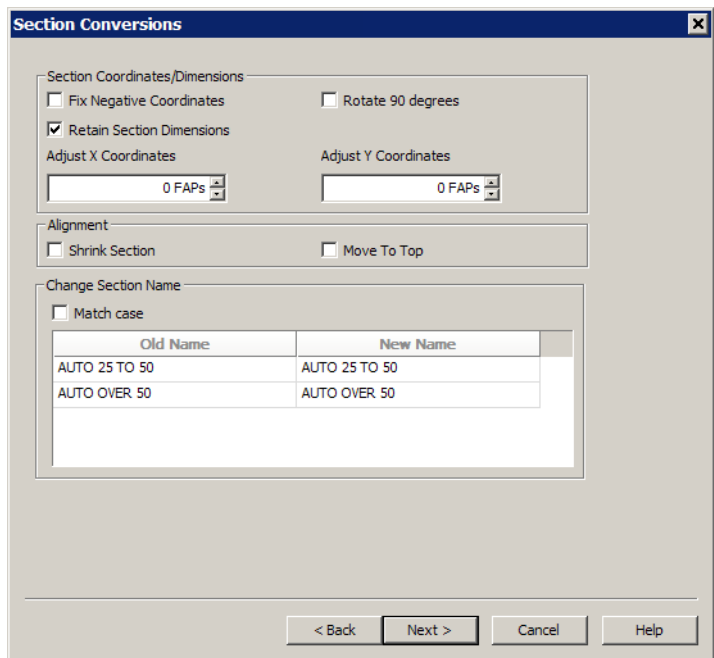 Section Conversions
Section Coordinates/Dimensions
Fix Negative Coordinates Rotate 90 degrees
Retain Section Dimensions
Adjust X Coordinates Adjust Y Coordinates
0 FAPs 0 FAPs
Alignment
Shrink Section Move To Top
Change Section Name
Match case
Old Name New Name
AUTO 25 TO 50 AUTO 25 TO 50
AUTO OVER 50 AUTO OVER 50
< Back Next > Cancel Help